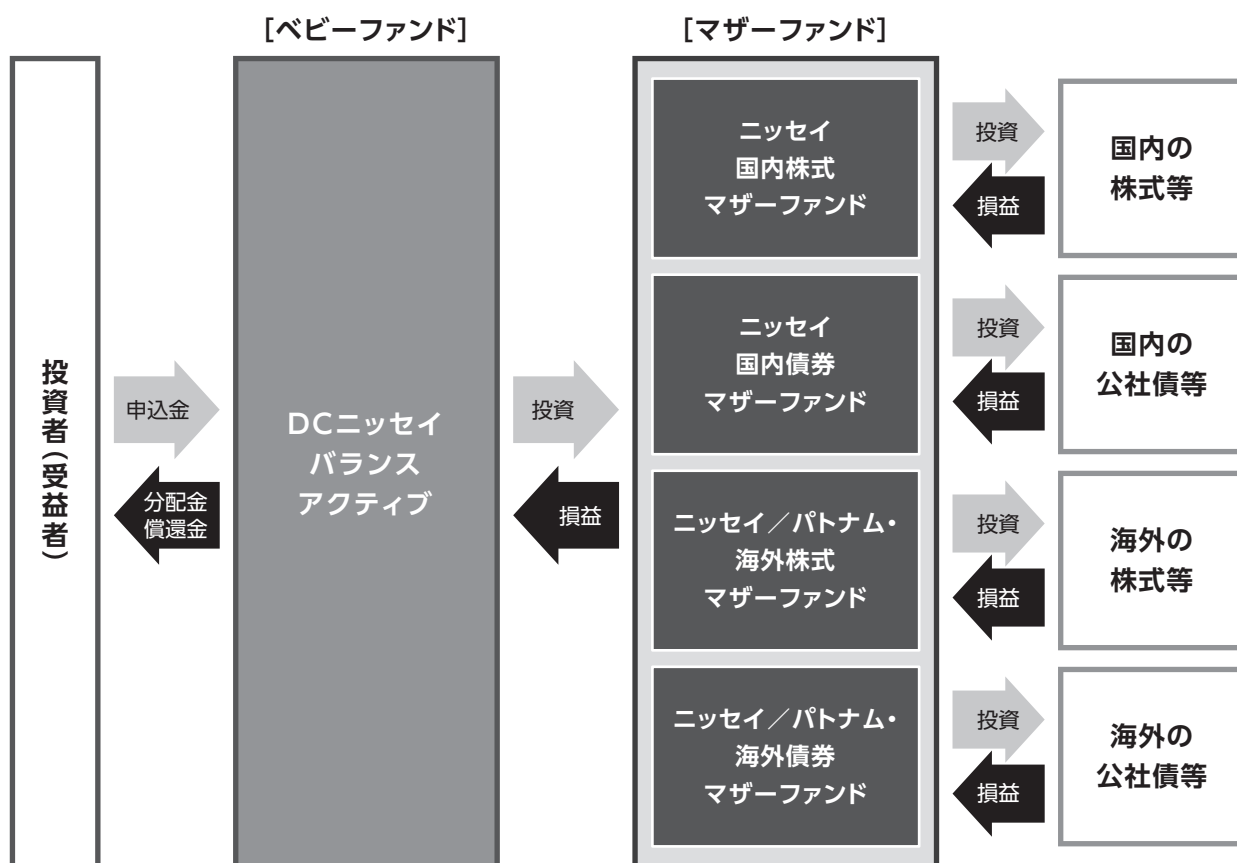 ［ベビーファンド］
［マザーファンド］
投資者（受益者）
申込金
分配金
償還金
DCニッセイ
バランス
アクティブ
投資
損益
ニッセイ
国内株式
マザーファンド
投資
損益
国内の
株式等
ニッセイ
国内債券
マザーファンド
投資
損益
国内の
公社債等
ニッセイ／パトナム・
海外株式
マザーファンド
投資
損益
海外の
株式等
ニッセイ／パトナム・
海外債券
マザーファンド
投資
損益
海外の
公社債等